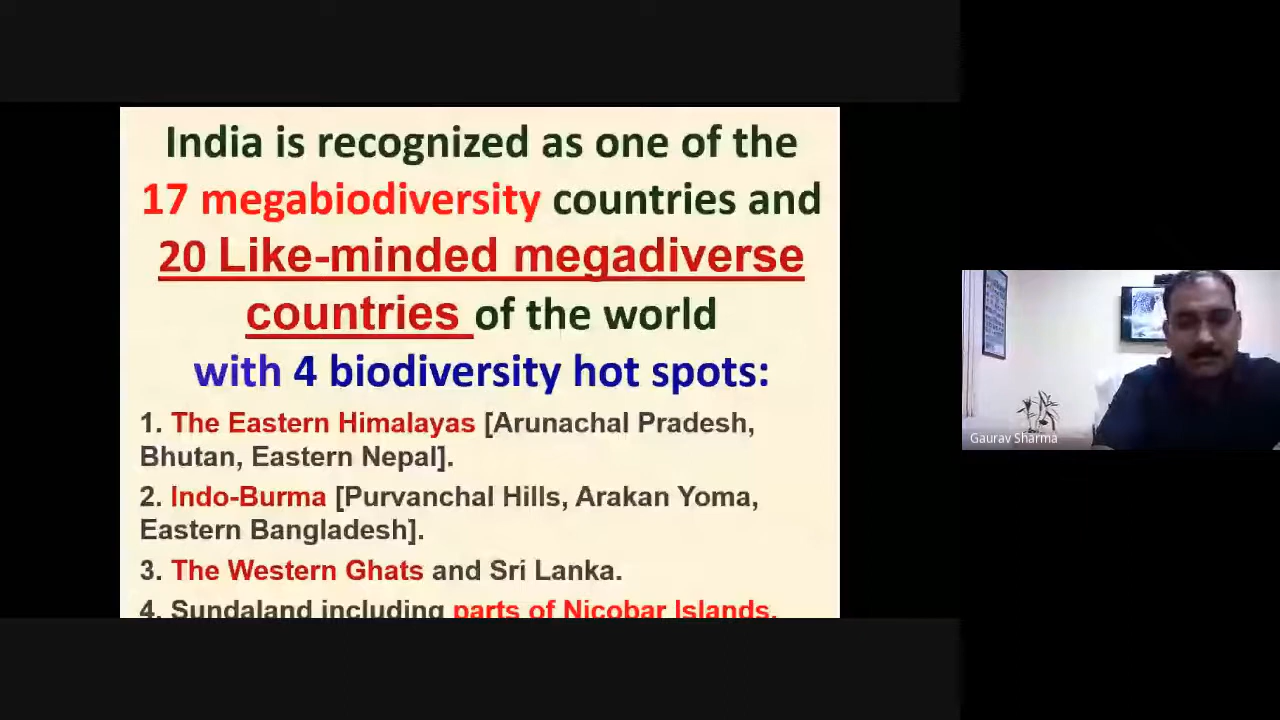 India is recognized as one of the
17 megabiodiversity countries and
20 Like-minded megadiverse
countries of the world
with 4 biodiversity hot spots:
1. The Eastern Himalayas [Arunachal Pradesh,
Bhutan, Eastern Nepal].
2. Indo-Burma [Purvanchal Hills, Arakan Yoma,
Eastern Bangladesh].
3. The Western Ghats and Sri Lanka.
4. Sundaland including parts of Nicobar Islands.
Gaurav Sharma